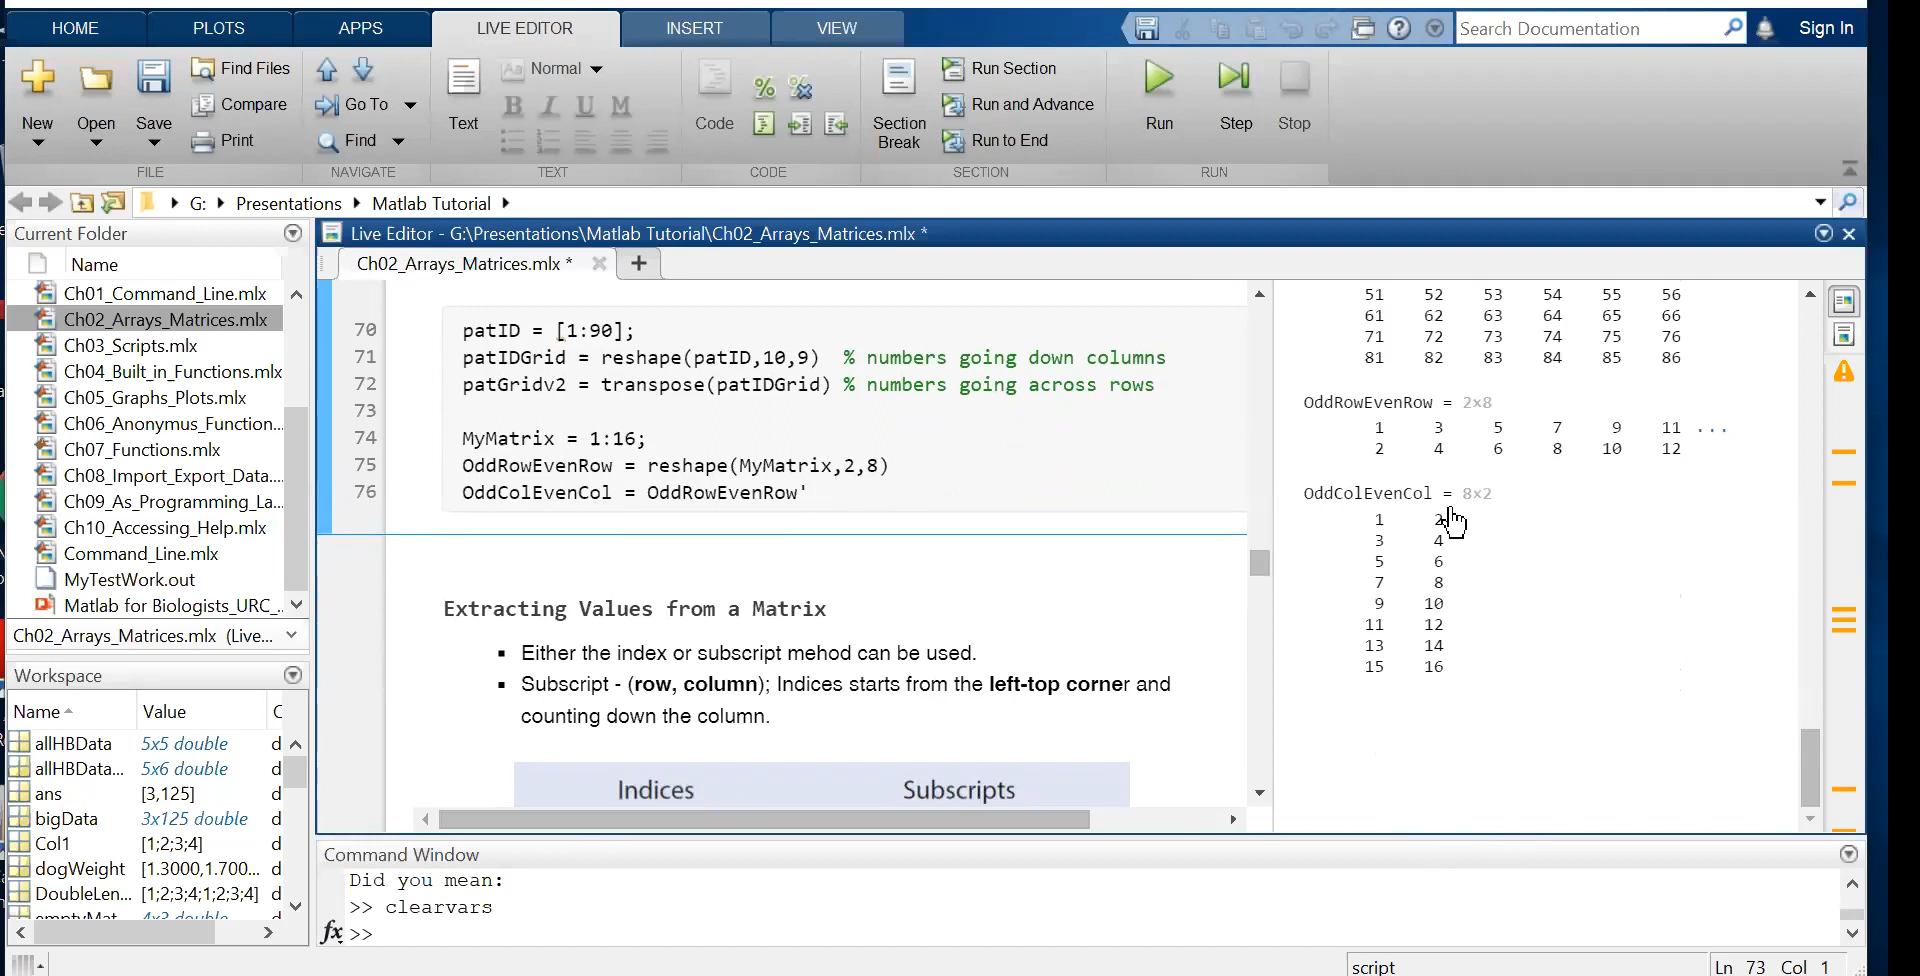 HOME PLOTS APPS LIVE EDITOR INSERT VIEW Search Documentation Sign In
New Open Save Find Files Compare Print
FILE
Go To Find
NAVIGATE
Text Normal B I U M
TEXT
Code
CODE
Section Break Run Section Run and Advance Run to End
SECTION
Run Step Stop
RUN
G: Presentations Matlab Tutorial
Current Folder
Name
Ch01_Command_Line.mlx
Ch02_Arrays_Matrices.mlx
Ch03_Scripts.mlx
Ch04_Built_in_Functions.mlx
Ch05_Graphs_Plots.mlx
Ch06_Anonymus_Function...
Ch07_Functions.mlx
Ch08_Import_Export_Data...
Ch09_As_Programming_La...
Ch10_Accessing_Help.mlx
Command_Line.mlx
MyTestWork.out
Matlab for Biologists_URC_...
Ch02_Arrays_Matrices.mlx (Live...
Workspace
Name Value C
allHBData 5x5 double d
allHBData... 5x6 double d
ans [3,125] d
bigData 3x125 double d
Col1 [1;2;3;4] d
dogWeight [1.3000,1.700... d
DoubleLen... [1;2;3;4;1;2;3;4] d
emptyMat 4x3 double d
Live Editor - G:\Presentations\Matlab Tutorial\Ch02_Arrays_Matrices.mlx *
Ch02_Arrays_Matrices.mlx *
70 patID = [1:90];
71 patIDGrid = reshape(patID,10,9) % numbers going down columns
72 patGridv2 = transpose(patIDGrid) % numbers going across rows
73
74 MyMatrix = 1:16;
75 OddRowEvenRow = reshape(MyMatrix,2,8)
76 OddColEvenCol = OddRowEvenRow'
Extracting Values from a Matrix
▪ Either the index or subscript mehod can be used.
▪ Subscript - (row, column); Indices starts from the left-top corner and
counting down the column.
Indices Subscripts
51 52 53 54 55 56
61 62 63 64 65 66
71 72 73 74 75 76
81 82 83 84 85 86
OddRowEvenRow = 2×8
1 3 5 7 9 11 ...
2 4 6 8 10 12
OddColEvenCol = 8×2
1 2
3 4
5 6
7 8
9 10
11 12
13 14
15 16
Command Window
Did you mean:
>> clearvars
fx >>
script Ln 73 Col 1